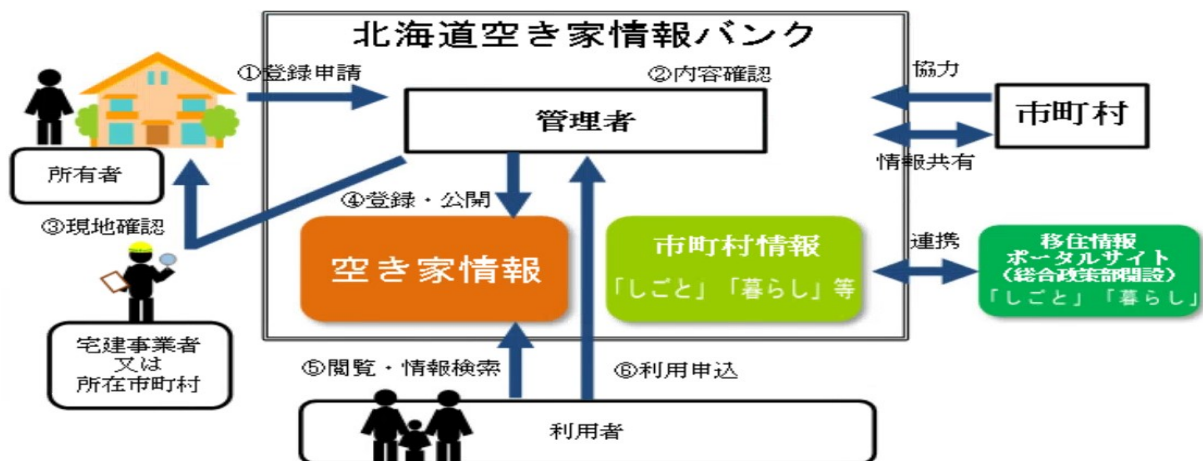 北海道空き家情報バンク
①登録申請
②内容確認
協力
管理者
市町村
所有者
情報共有
④登録・公開
③現地確認
空き家情報
市町村情報
「しごと」「暮らし」等
連携
移住情報
ポータルサイト
（総合政策部開設）
「しごと」「暮らし」
宅建事業者
又は
所在市町村
⑤閲覧・情報検索
⑥利用申込
利用者